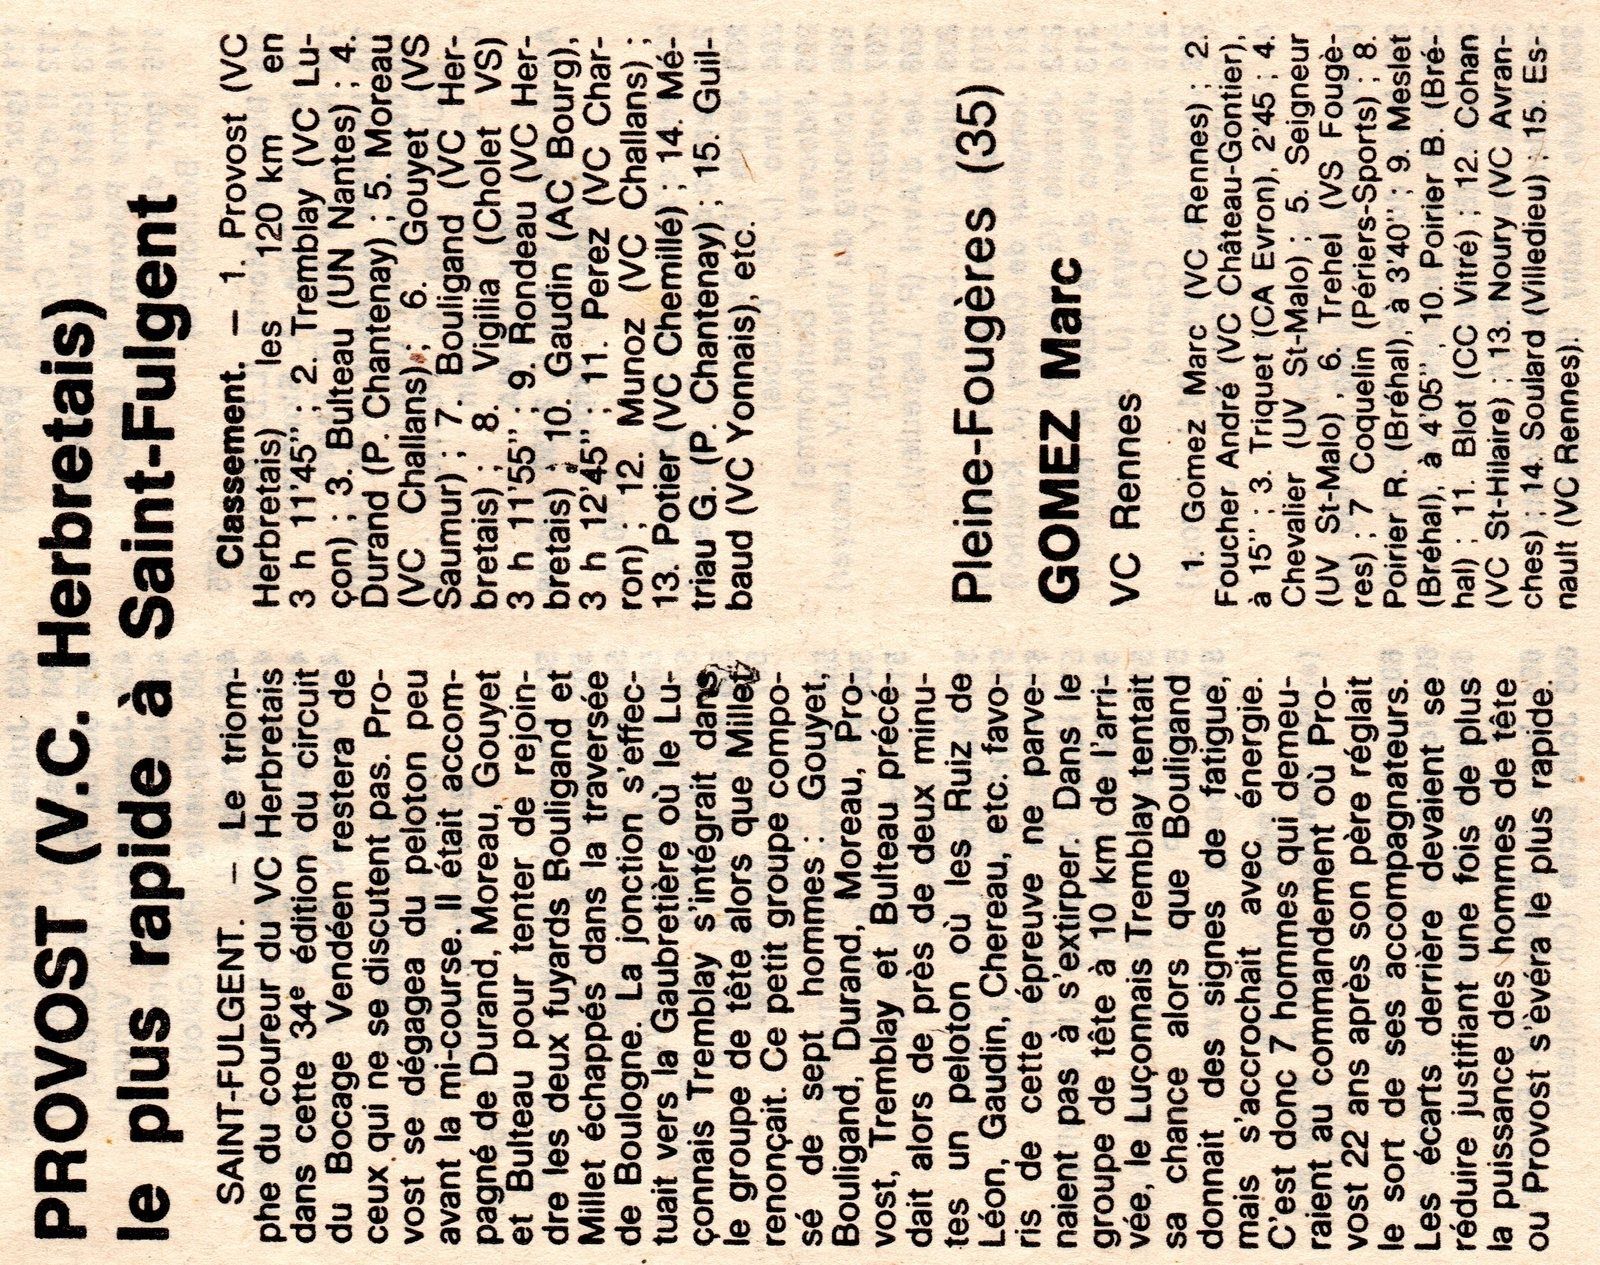 PROVOST (V.C. Herbretais)
le plus rapide à Saint-Fulgent
SAINT-FULGENT. — Le triom-
phe du coureur du VC Herbretais
dans cette 34e édition du circuit
du Bocage Vendéen restera de
ceux qui ne se discutent pas. Pro-
vost se dégagea du peloton peu
avant la mi-course. Il était accom-
pagné de Durand, Moreau, Gouyet
et Bulteau pour tenter de rejoin-
dre les deux fuyards Bouligand et
Millet échappés dans la traversée
de Boulogne. La jonction s'effec-
tuait vers la Gaubretière où le Lu-
çonnais Tremblay s'intégrait dans
le groupe de tête alors que Millet
renonçait. Ce petit groupe compo-
sé de sept hommes : Gouyet,
Bouligand, Durand, Moreau, Pro-
vost, Tremblay et Bulteau précé-
dait alors de près de deux minu-
tes un peloton où les Ruiz de
Léon, Gaudin, Chereau, etc. favo-
ris de cette épreuve ne parve-
naient pas à s'extirper. Dans le
groupe de tête à 10 km de l'arri-
vée, le Luçonnais Tremblay tentait
sa chance alors que Bouligand
donnait des signes de fatigue,
mais s'accrochait avec énergie.
C'est donc 7 hommes qui demeu-
raient au commandement où Pro-
vost 22 ans après son père réglait
le sort de ses accompagnateurs.
Les écarts derrière devaient se
réduire justifiant une fois de plus
la puissance des hommes de tête
ou Provost s'évéra le plus rapide.
Classement. — 1. Provost (VC
Herbretais) les 120 km en
3 h 11'45'' ; 2. Tremblay (VC Lu-
çon) ; 3. Bulteau (UN Nantes) ; 4.
Durand (P. Chantenay) ; 5. Moreau
(VC Challans) ; 6. Gouyet (VS
Saumur) ; 7. Bouligand (VC Her-
bretais) ; 8. Vigilia (Cholet VS)
3 h 11'55'' ; 9. Rondeau (VC Her-
bretais) ; 10. Gaudin (AC Bourg),
3 h 12'45'' ; 11. Perez (VC Char-
ron) ; 12. Munoz (VC Challans) ;
13. Potier (VC Chemillé) ; 14. Mé-
triau G. (P. Chantenay) ; 15. Guil-
baud (VC Yonnais), etc.
Pleine-Fougères (35)
GOMEZ Marc
VC Rennes
1. Gomez Marc (VC Rennes) ; 2.
Foucher André (VC Château-Gontier),
à 15'' ; 3. Triquet (CA Evron), 2'45 ; 4.
Chevalier (UV St-Malo) ; 5. Seigneur
(UV St-Malo) , 6. Trehel (VS Fougè-
res) ; 7 Coquelin (Périers-Sports) ; 8.
Poirier R. (Bréhal), à 3'40'' ; 9. Meslet
(Bréhal), à 4'05'' , 10. Poirier B. (Bré-
hal) ; 11. Blot (CC Vitré) ; 12. Cohan
(VC St-Hilaire) ; 13. Noury (VC Avran-
ches) ; 14. Soulard (Villedieu) ; 15. Es-
nault (VC Rennes).